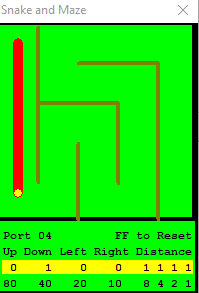 Snake and Maze
Port 04 FF to Reset
Up Down Left Right Distance
0 1 0 0 1 1 1 1
80 40 20 10 8 4 2 1